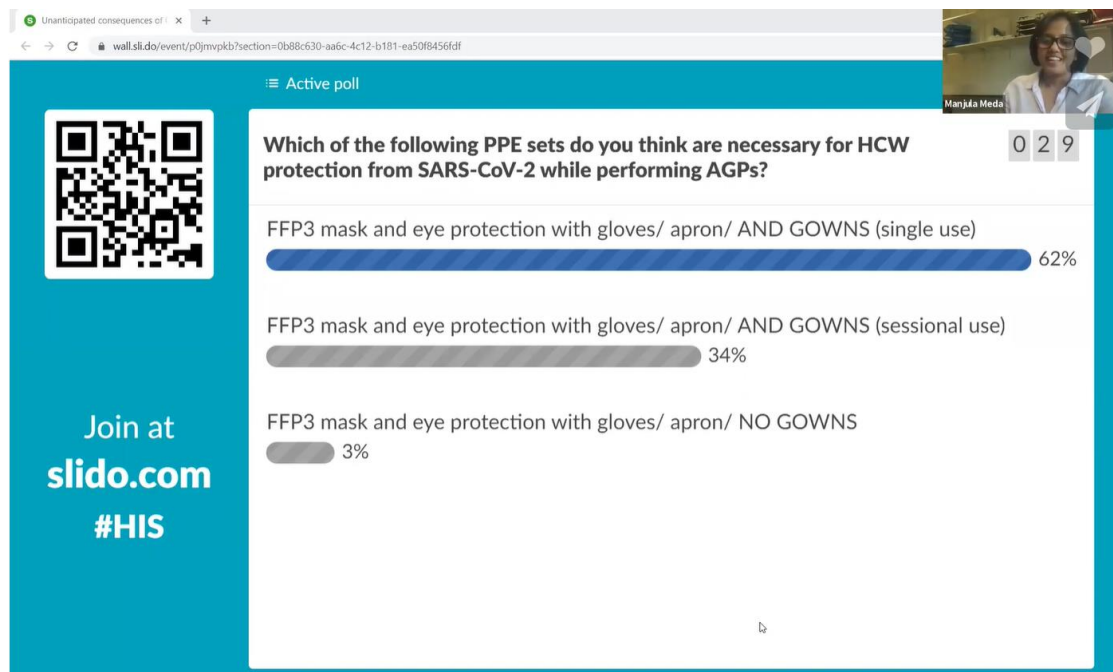 Unanticipated consequences of
wall.sli.do/event/p0jmvpkb?section=0b88c630-aa6c-4c12-b181-ea50f8456fdf
Active poll
Manjula Meda
Which of the following PPE sets do you think are necessary for HCW
protection from SARS-CoV-2 while performing AGPs?
029
FFP3 mask and eye protection with gloves/ apron/ AND GOWNS (single use)
62%
FFP3 mask and eye protection with gloves/ apron/ AND GOWNS (sessional use)
34%
FFP3 mask and eye protection with gloves/ apron/ NO GOWNS
3%
Join at
slido.com
#HIS